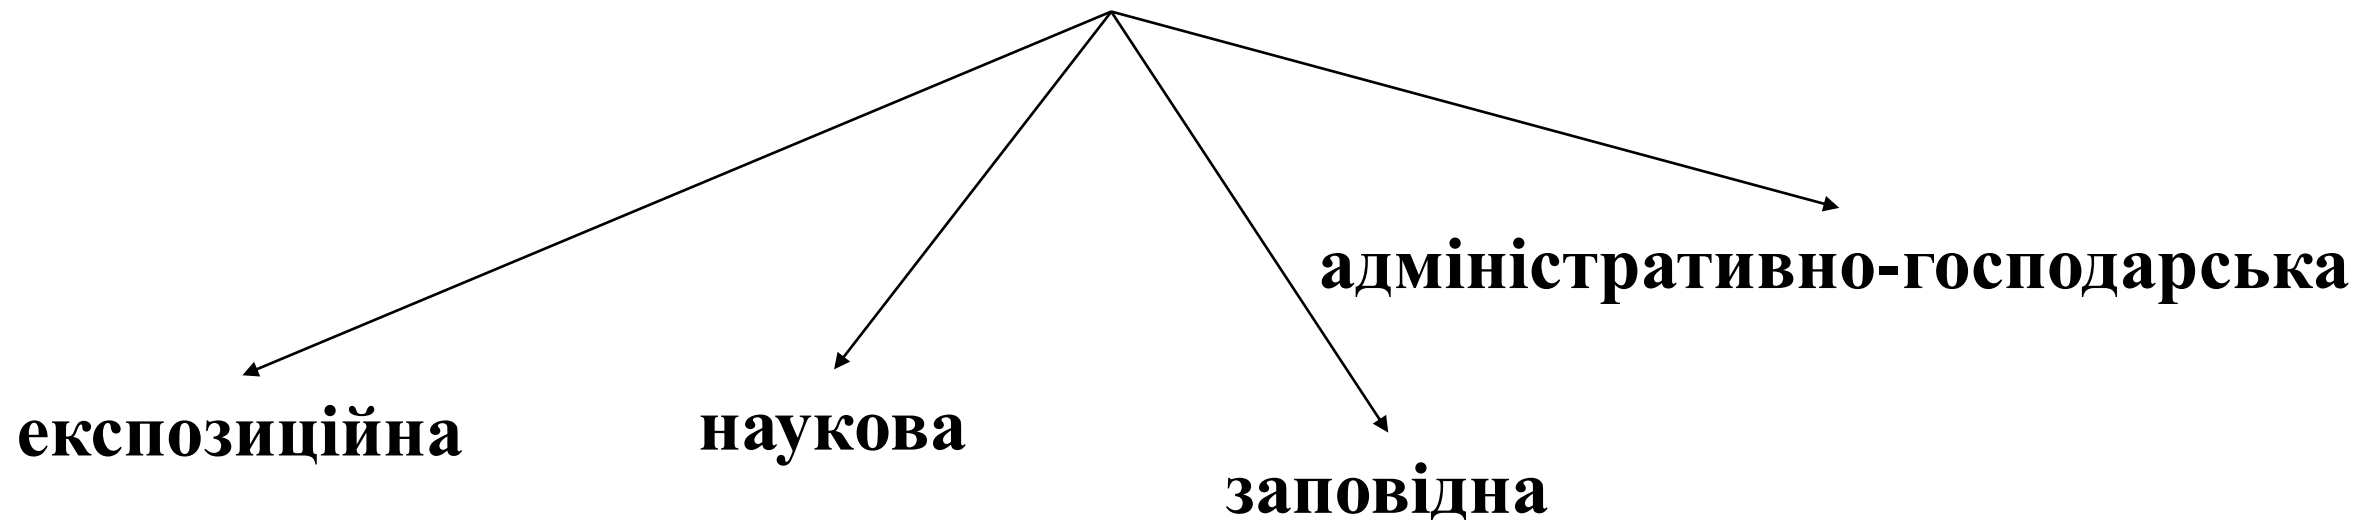 адміністративно-господарська
експозиційна
наукова
заповідна